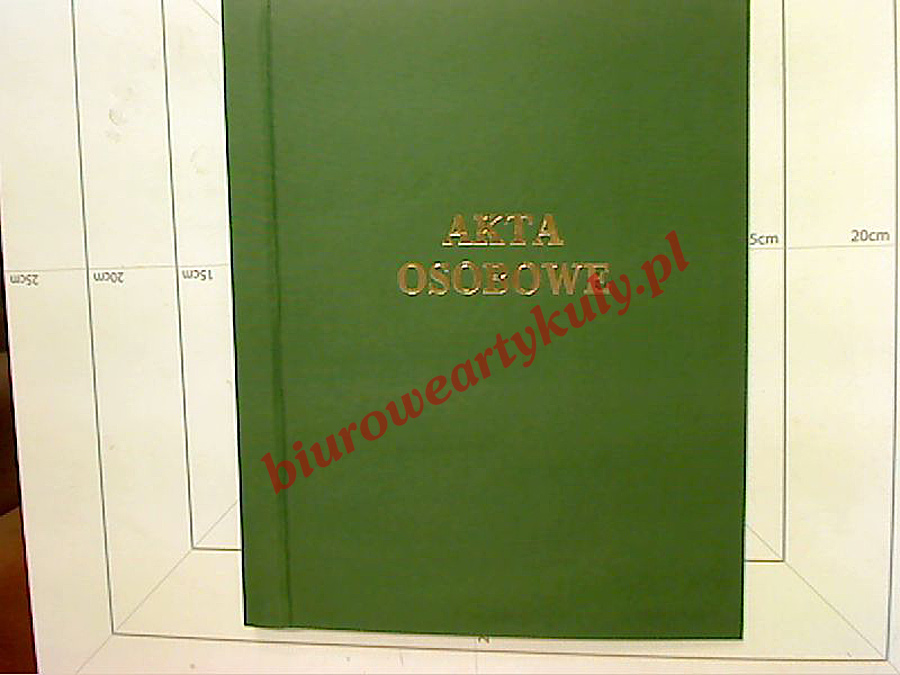 AKTA
OSOBOWE
biuroweartykuly.pl
5cm
20cm
25cm
20cm
15cm